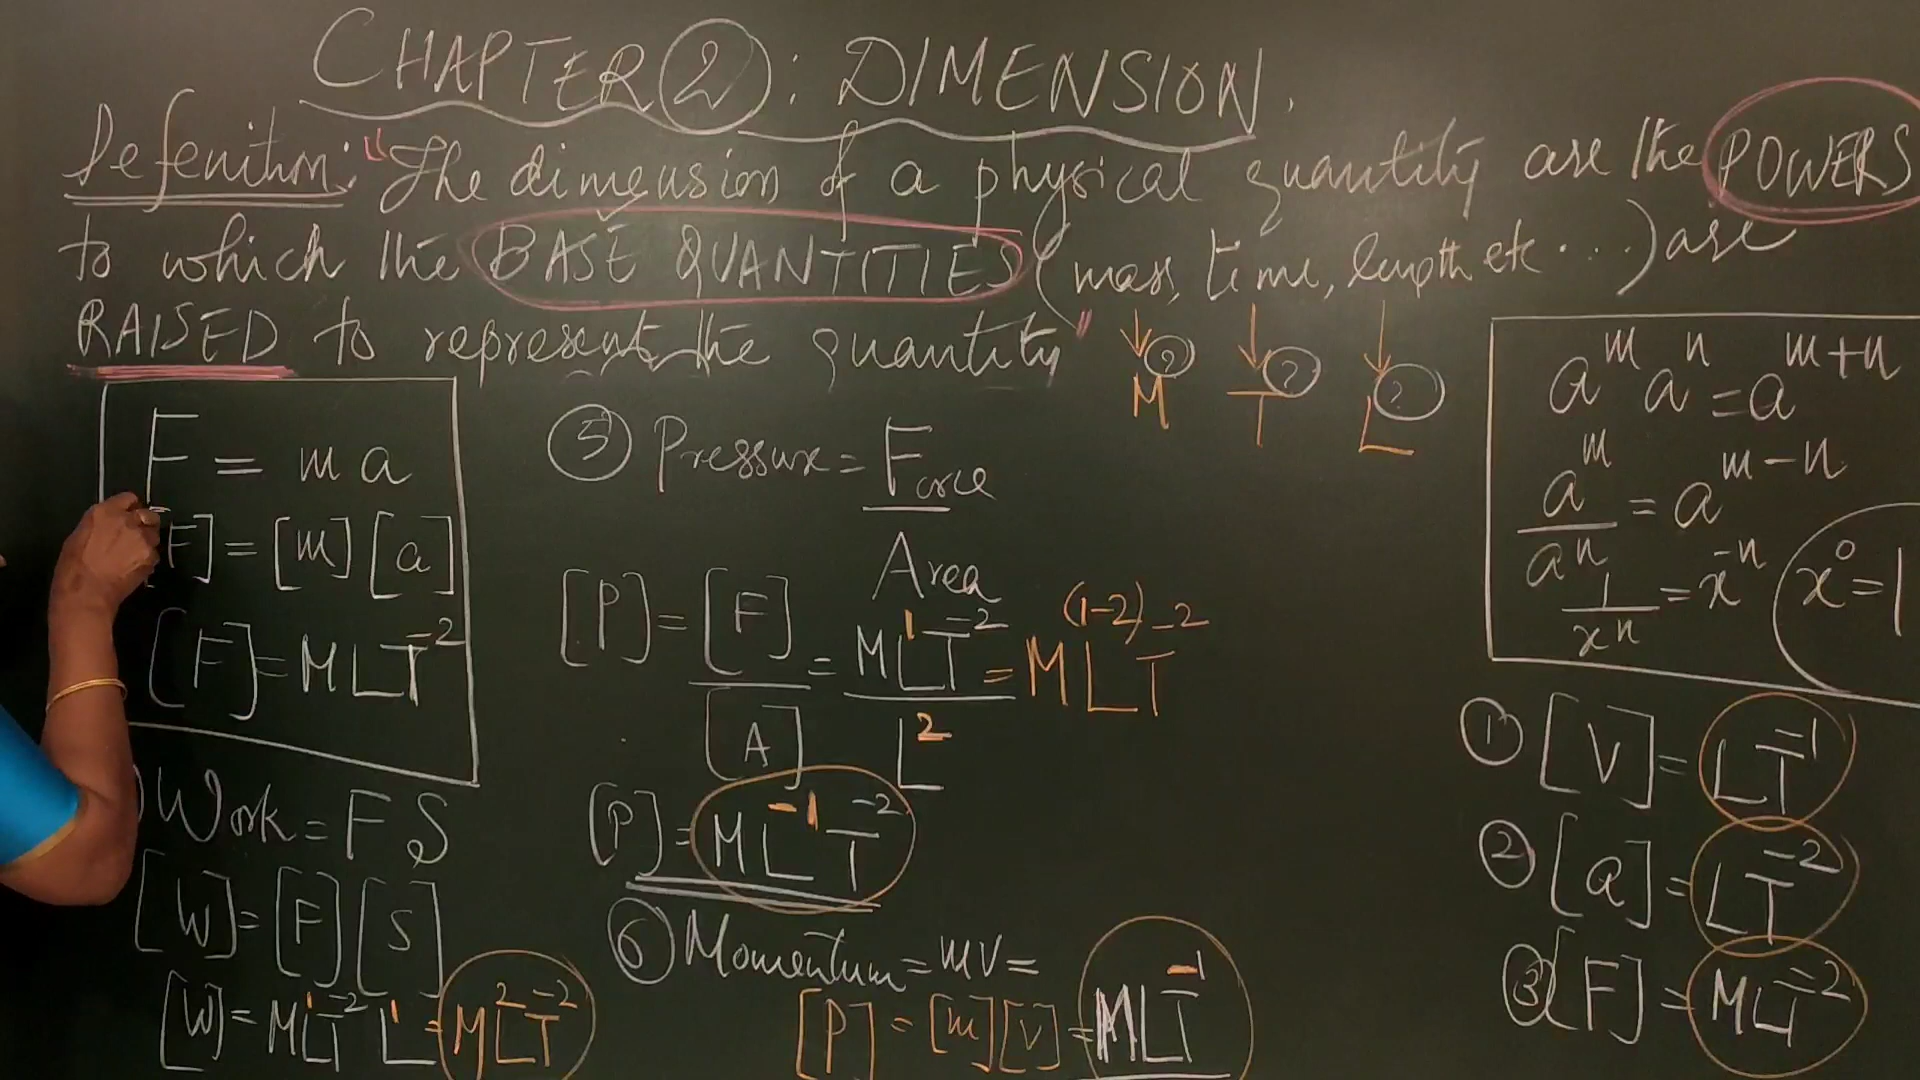 CHAPTER ②: DIMENSION.
Defenition: "The dimension of a physical quantity are the POWERS
to which the BASE QUANTITIES (mass, time, length etc ....) are
RAISED to represent the quantity"
M ? T ? L ?
F = ma
[F] = [m] [a]
[F] = MLT⁻²
Work = F S
[W] = [F] [S]
[W] = ML¹T⁻² L¹ = ML²T⁻²
⑤ Pressure = Force / Area
[P] = [F] / [A] = ML¹T⁻² / L² = ML⁽¹⁻²⁾T⁻²
[P] = ML⁻¹T⁻²
⑥ Momentum = mv =
[P] = [m][v] = MLT⁻¹
aᵐ aⁿ = aᵐ⁺ⁿ
aᵐ / aⁿ = aᵐ⁻ⁿ
1 / xⁿ = x⁻ⁿ
x⁰ = 1
① [V] = LT⁻¹
② [a] = LT⁻²
③ [F] = MLT⁻²